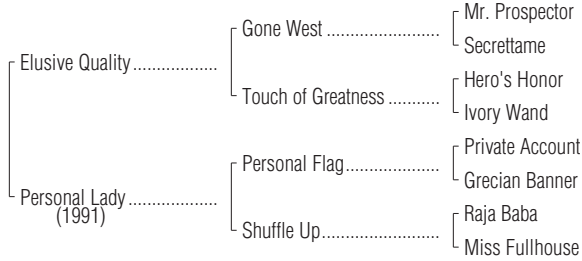 Mr. Prospector
Gone West ......................
Secrettame
Elusive Quality .................
Hero's Honor
Touch of Greatness ..........
Ivory Wand
Private Account
Personal Flag ...................
Grecian Banner
Personal Lady ..................
(1991)
Raja Baba
Shuffle Up ........................
Miss Fullhouse